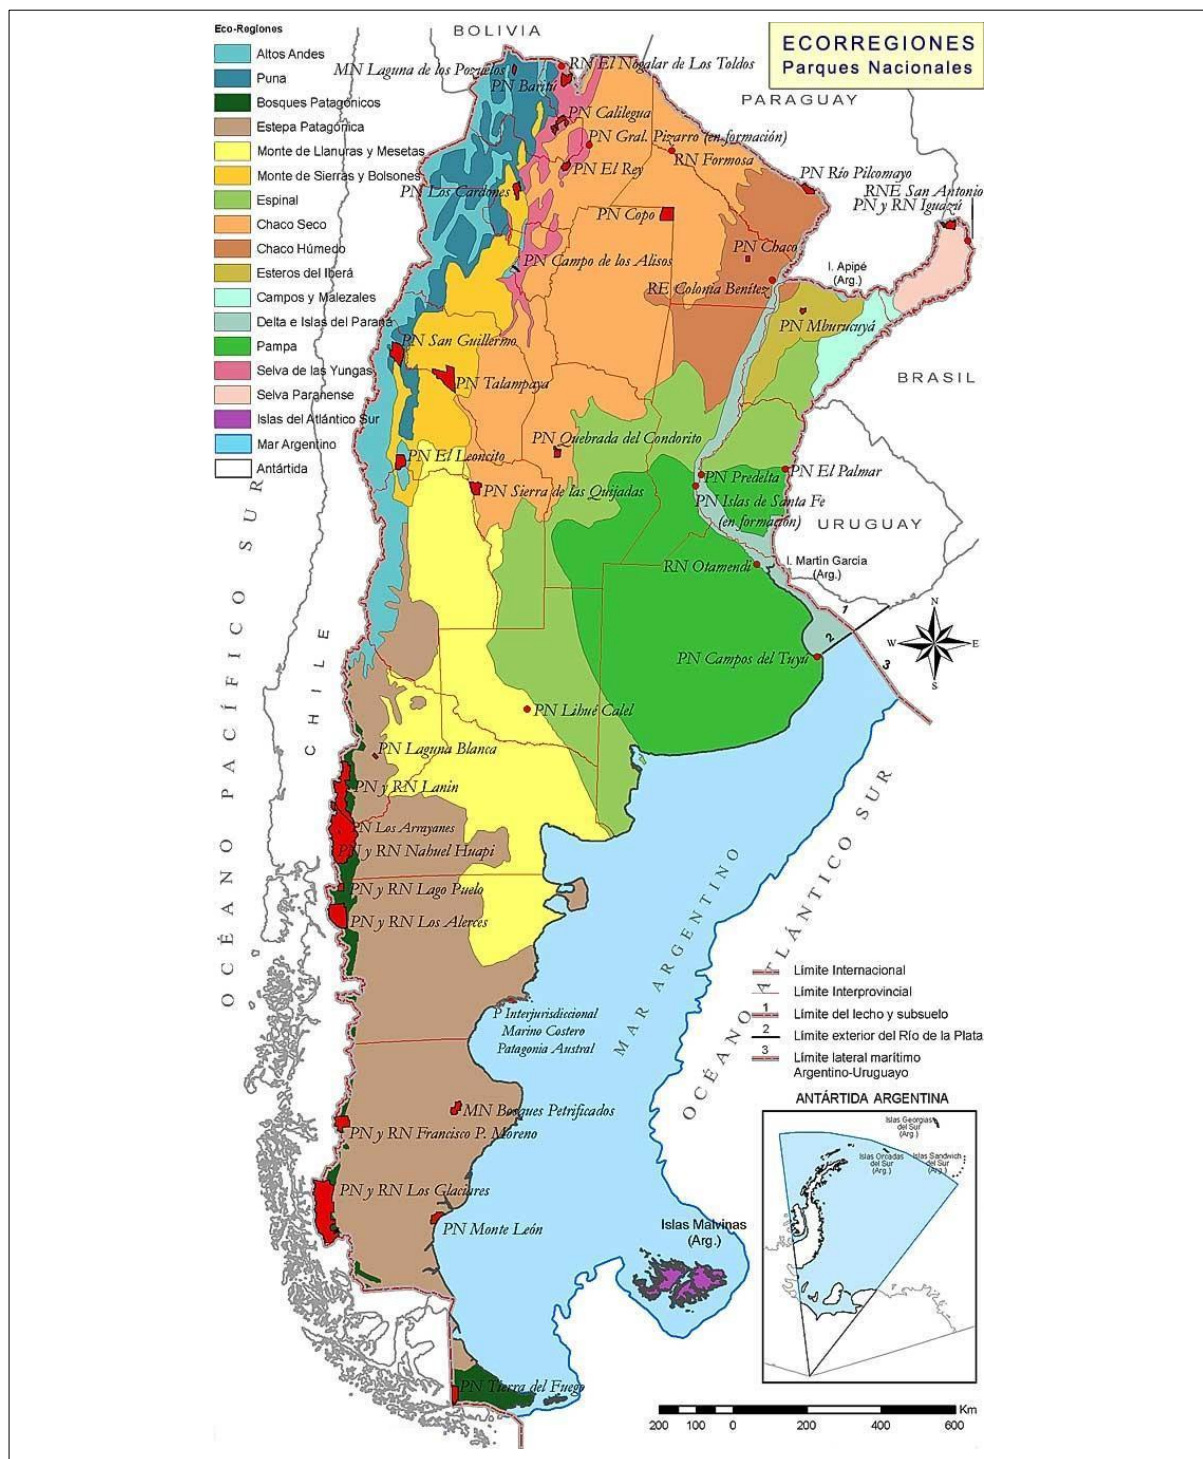 Eco-Regiones
Altos Andes
Puna
Bosques Patagónicos
Estepa Patagónica
Monte de Llanuras y Mesetas
Monte de Sierras y Bolsones
Espinal
Chaco Seco
Chaco Húmedo
Esteros del Iberá
Campos y Malezales
Delta e Islas del Paraná
Pampa
Selva de las Yungas
Selva Paranense
Islas del Atlántico Sur
Mar Argentino
Antártida
ECORREGIONES
Parques Nacionales
BOLIVIA
PARAGUAY
BRASIL
URUGUAY
CHILE
OCÉANO PACÍFICO SUR
OCÉANO ATLÁNTICO SUR
MAR ARGENTINO
MN Laguna de los Pozuelos
RN El Nogalar de Los Toldos
PN Baritú
PN Calilegua
PN Gral. Pizarro (en formación)
RN Formosa
PN El Rey
PN Río Pilcomayo
RNE San Antonio
PN y RN Iguazú
PN Los Cardones
PN Copo
PN Chaco
PN Campo de los Alisos
RE Colonia Benítez
I. Apipé
(Arg.)
PN Mburucuyá
PN San Guillermo
PN Talampaya
PN Quebrada del Condorito
PN El Leoncito
PN Sierra de las Quijadas
PN Predelta
PN El Palmar
PN Islas de Santa Fe
(en formación)
I. Martín García
(Arg.)
RN Otamendi
1
2
3
N
W
E
S
PN Campos del Tuyú
PN Lihué Calel
PN Laguna Blanca
PN y RN Lanín
PN Los Arrayanes
PN y RN Nahuel Huapi
PN y RN Lago Puelo
PN y RN Los Alerces
P Interjurisdiccional
Marino Costero
Patagonia Austral
MN Bosques Petrificados
PN y RN Francisco P. Moreno
PN y RN Los Glaciares
PN Monte León
Islas Malvinas
(Arg.)
PN Tierra del Fuego
Límite Internacional
Límite Interprovincial
1 Límite del lecho y subsuelo
2 Límite exterior del Río de la Plata
3 Límite lateral marítimo
Argentino-Uruguayo
ANTÁRTIDA ARGENTINA
Islas Georgias
del Sur
(Arg.)
Islas Orcadas
del Sur
(Arg.)
Islas Sandwich
del Sur
(Arg.)
200 100 0 200 400 600 Km